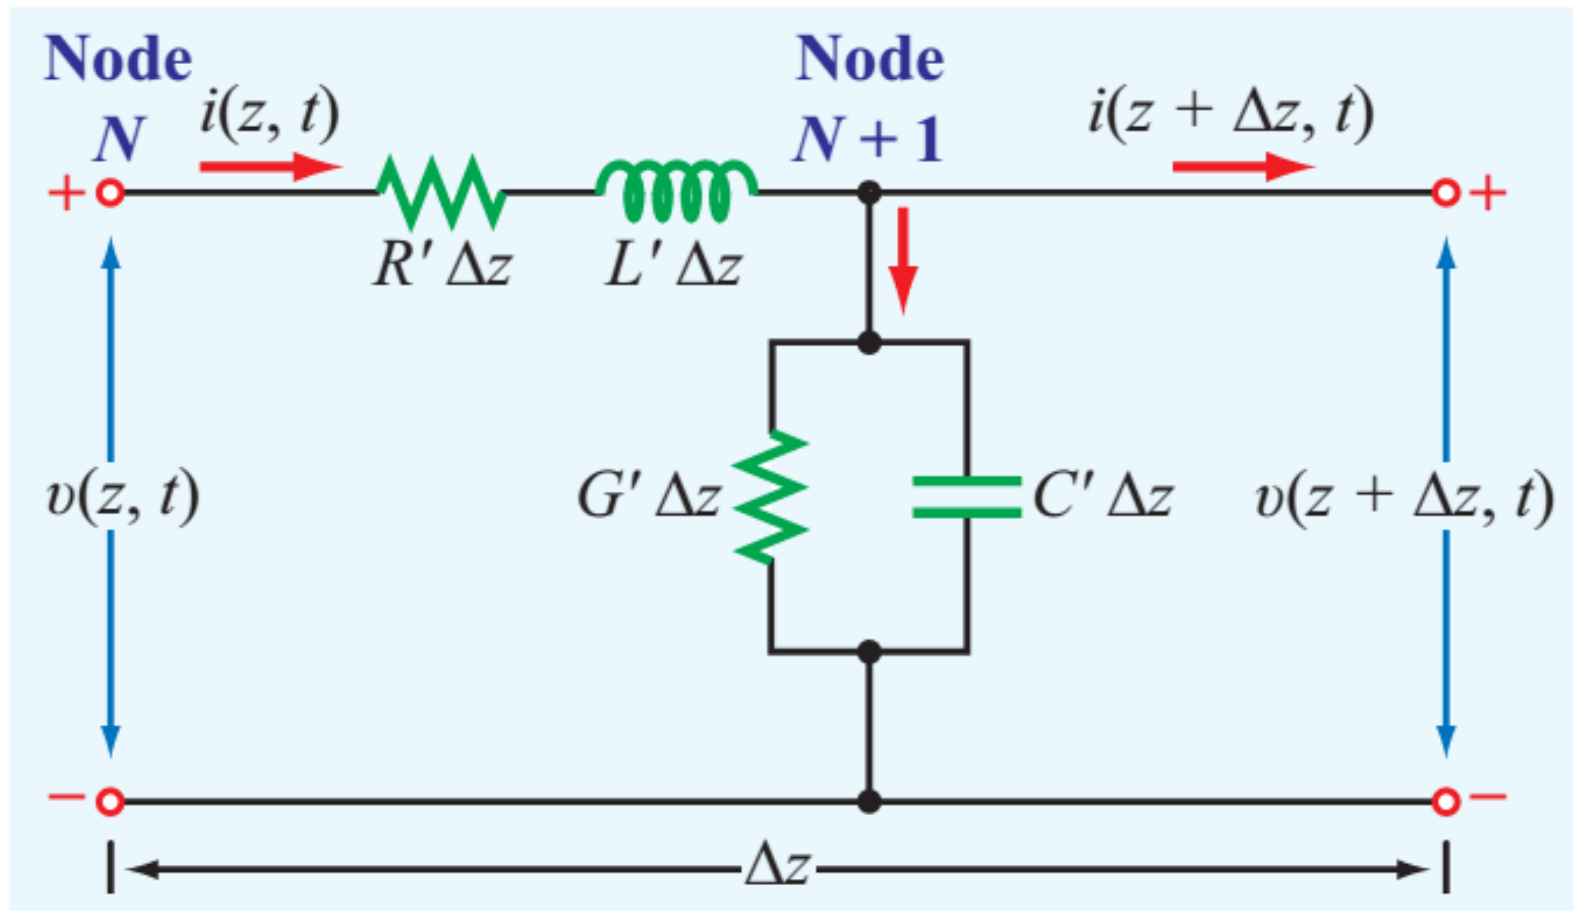 Node
N
i(z, t)
Node
N + 1
i(z + Δz, t)
+
+
R′ Δz
L′ Δz
υ(z, t)
G′ Δz
C′ Δz
υ(z + Δz, t)
−
−
Δz